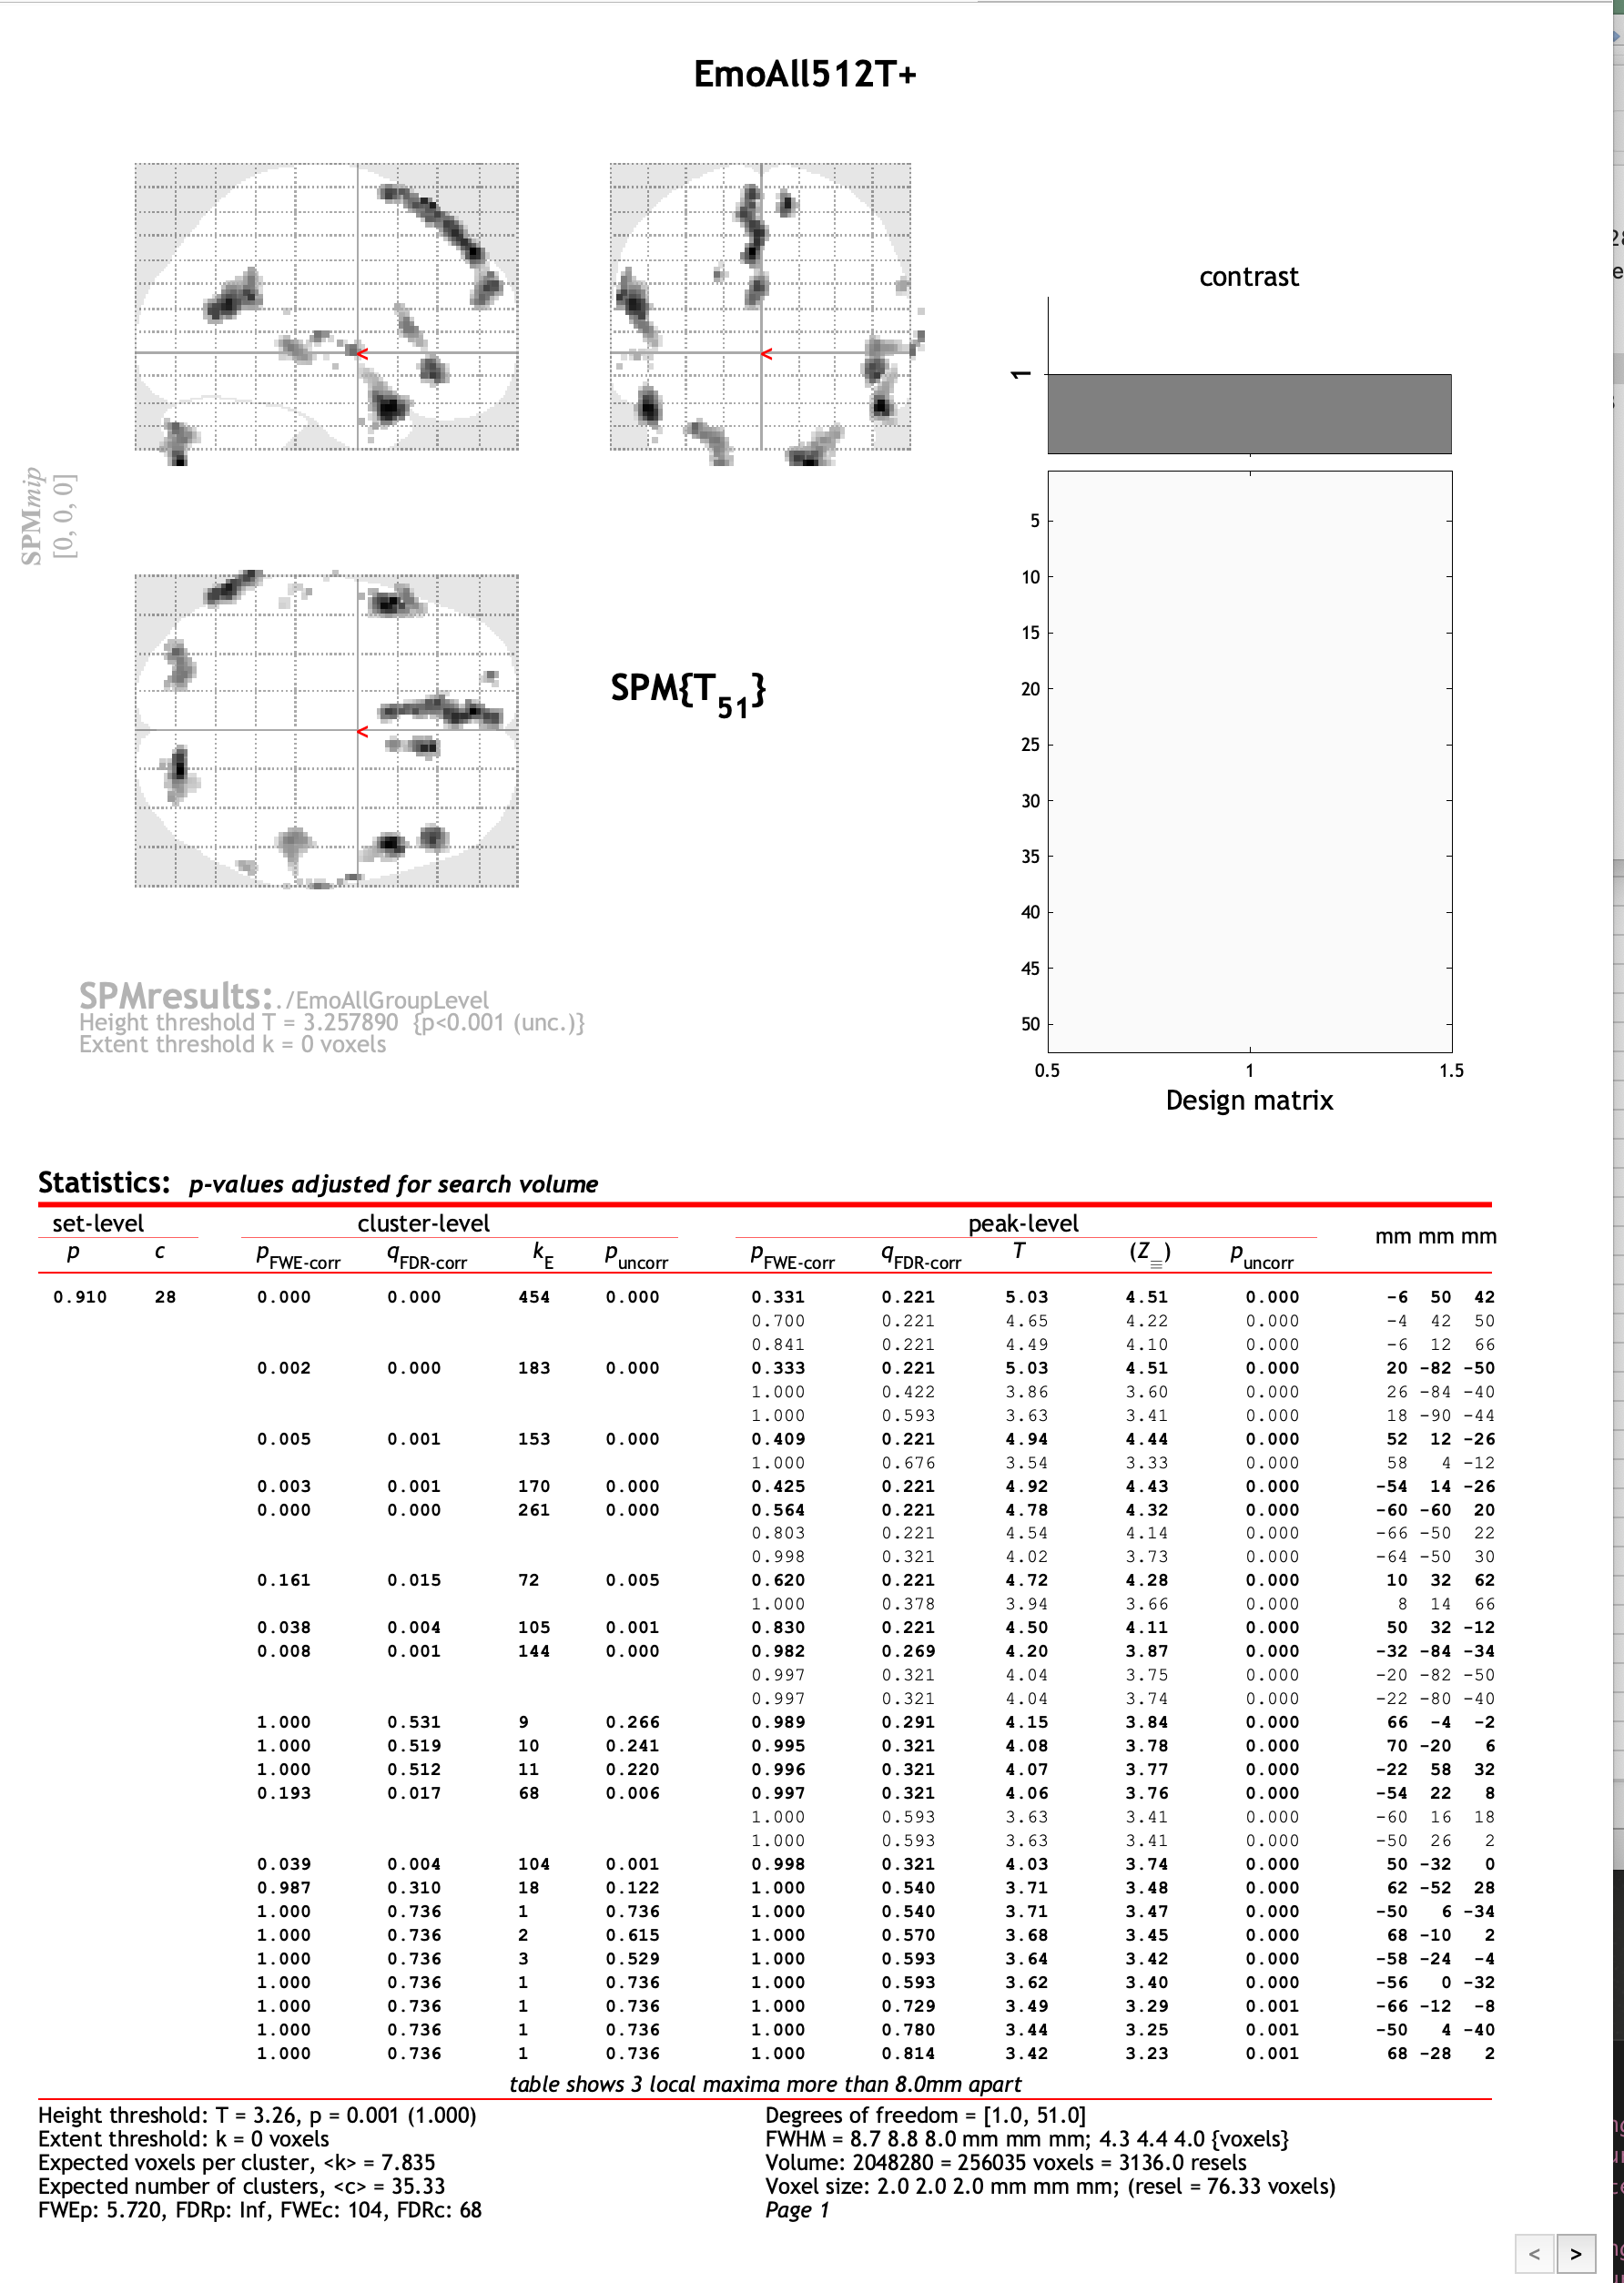 EmoAll512T+
SPMmip
[0, 0, 0]
<
<
<
SPM{T51}
contrast
1
5
10
15
20
25
30
35
40
45
50
0.5 1 1.5
Design matrix
SPMresults: ./EmoAllGroupLevel
Height threshold T = 3.257890 {p<0.001 (unc.)}
Extent threshold k = 0 voxels
Statistics: p-values adjusted for search volume
set-level cluster-level peak-level mm mm mm
p c pFWE-corr qFDR-corr kE puncorr pFWE-corr qFDR-corr T (Z≡) puncorr
0.910 28 0.000 0.000 454 0.000 0.331 0.221 5.03 4.51 0.000 -6 50 42
0.700 0.221 4.65 4.22 0.000 -4 42 50
0.841 0.221 4.49 4.10 0.000 -6 12 66
0.002 0.000 183 0.000 0.333 0.221 5.03 4.51 0.000 20 -82 -50
1.000 0.422 3.86 3.60 0.000 26 -84 -40
1.000 0.593 3.63 3.41 0.000 18 -90 -44
0.005 0.001 153 0.000 0.409 0.221 4.94 4.44 0.000 52 12 -26
1.000 0.676 3.54 3.33 0.000 58 4 -12
0.003 0.001 170 0.000 0.425 0.221 4.92 4.43 0.000 -54 14 -26
0.000 0.000 261 0.000 0.564 0.221 4.78 4.32 0.000 -60 -60 20
0.803 0.221 4.54 4.14 0.000 -66 -50 22
0.998 0.321 4.02 3.73 0.000 -64 -50 30
0.161 0.015 72 0.005 0.620 0.221 4.72 4.28 0.000 10 32 62
1.000 0.378 3.94 3.66 0.000 8 14 66
0.038 0.004 105 0.001 0.830 0.221 4.50 4.11 0.000 50 32 -12
0.008 0.001 144 0.000 0.982 0.269 4.20 3.87 0.000 -32 -84 -34
0.997 0.321 4.04 3.75 0.000 -20 -82 -50
0.997 0.321 4.04 3.74 0.000 -22 -80 -40
1.000 0.531 9 0.266 0.989 0.291 4.15 3.84 0.000 66 -4 -2
1.000 0.519 10 0.241 0.995 0.321 4.08 3.78 0.000 70 -20 6
1.000 0.512 11 0.220 0.996 0.321 4.07 3.77 0.000 -22 58 32
0.193 0.017 68 0.006 0.997 0.321 4.06 3.76 0.000 -54 22 8
1.000 0.593 3.63 3.41 0.000 -60 16 18
1.000 0.593 3.63 3.41 0.000 -50 26 2
0.039 0.004 104 0.001 0.998 0.321 4.03 3.74 0.000 50 -32 0
0.987 0.310 18 0.122 1.000 0.540 3.71 3.48 0.000 62 -52 28
1.000 0.736 1 0.736 1.000 0.540 3.71 3.47 0.000 -50 6 -34
1.000 0.736 2 0.615 1.000 0.570 3.68 3.45 0.000 68 -10 2
1.000 0.736 3 0.529 1.000 0.593 3.64 3.42 0.000 -58 -24 -4
1.000 0.736 1 0.736 1.000 0.593 3.62 3.40 0.000 -56 0 -32
1.000 0.736 1 0.736 1.000 0.729 3.49 3.29 0.001 -66 -12 -8
1.000 0.736 1 0.736 1.000 0.780 3.44 3.25 0.001 -50 4 -40
1.000 0.736 1 0.736 1.000 0.814 3.42 3.23 0.001 68 -28 2
table shows 3 local maxima more than 8.0mm apart
Height threshold: T = 3.26, p = 0.001 (1.000)
Extent threshold: k = 0 voxels
Expected voxels per cluster, <k> = 7.835
Expected number of clusters, <c> = 35.33
FWEp: 5.720, FDRp: Inf, FWEc: 104, FDRc: 68
Degrees of freedom = [1.0, 51.0]
FWHM = 8.7 8.8 8.0 mm mm mm; 4.3 4.4 4.0 {voxels}
Volume: 2048280 = 256035 voxels = 3136.0 resels
Voxel size: 2.0 2.0 2.0 mm mm mm; (resel = 76.33 voxels)
Page 1
< >